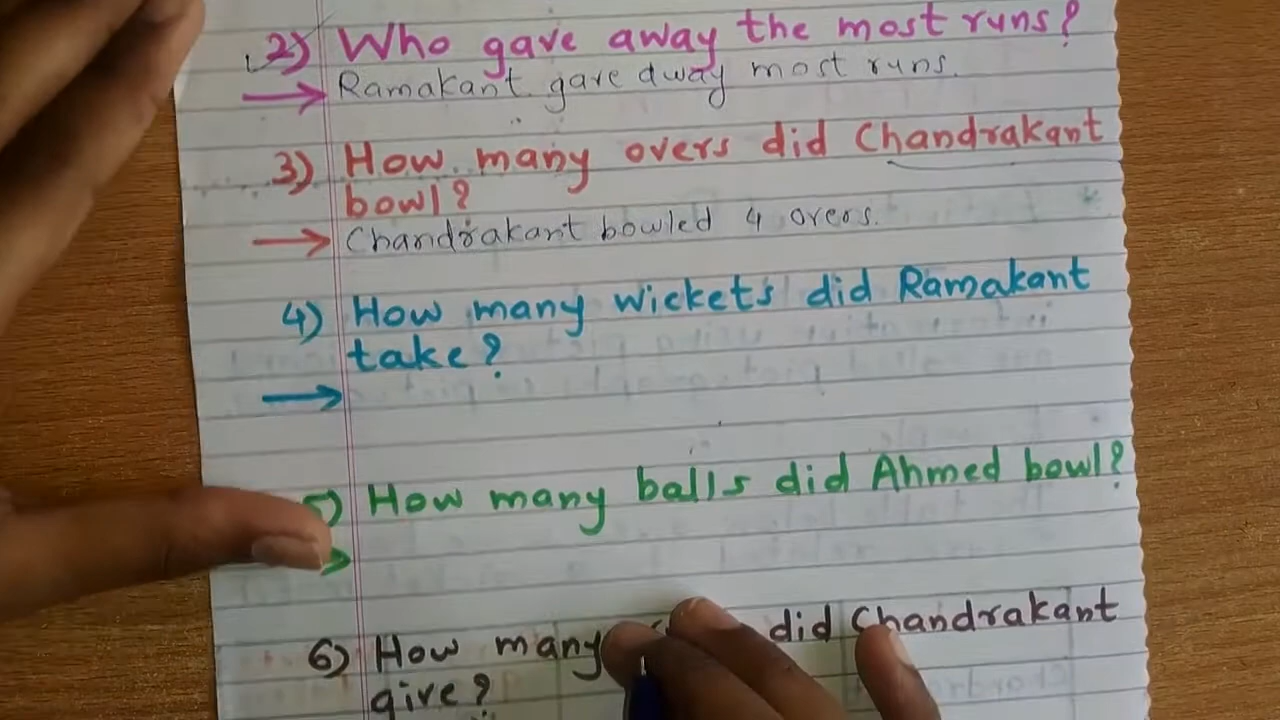 2) Who gave away the most runs?
Ramakant gave away most runs.
3) How many overs did Chandrakant
bowl?
Chandrakant bowled 4 overs.
4) How many wickets did Ramakant
take?
5) How many balls did Ahmed bowl?
6) How many did Chandrakant
give?